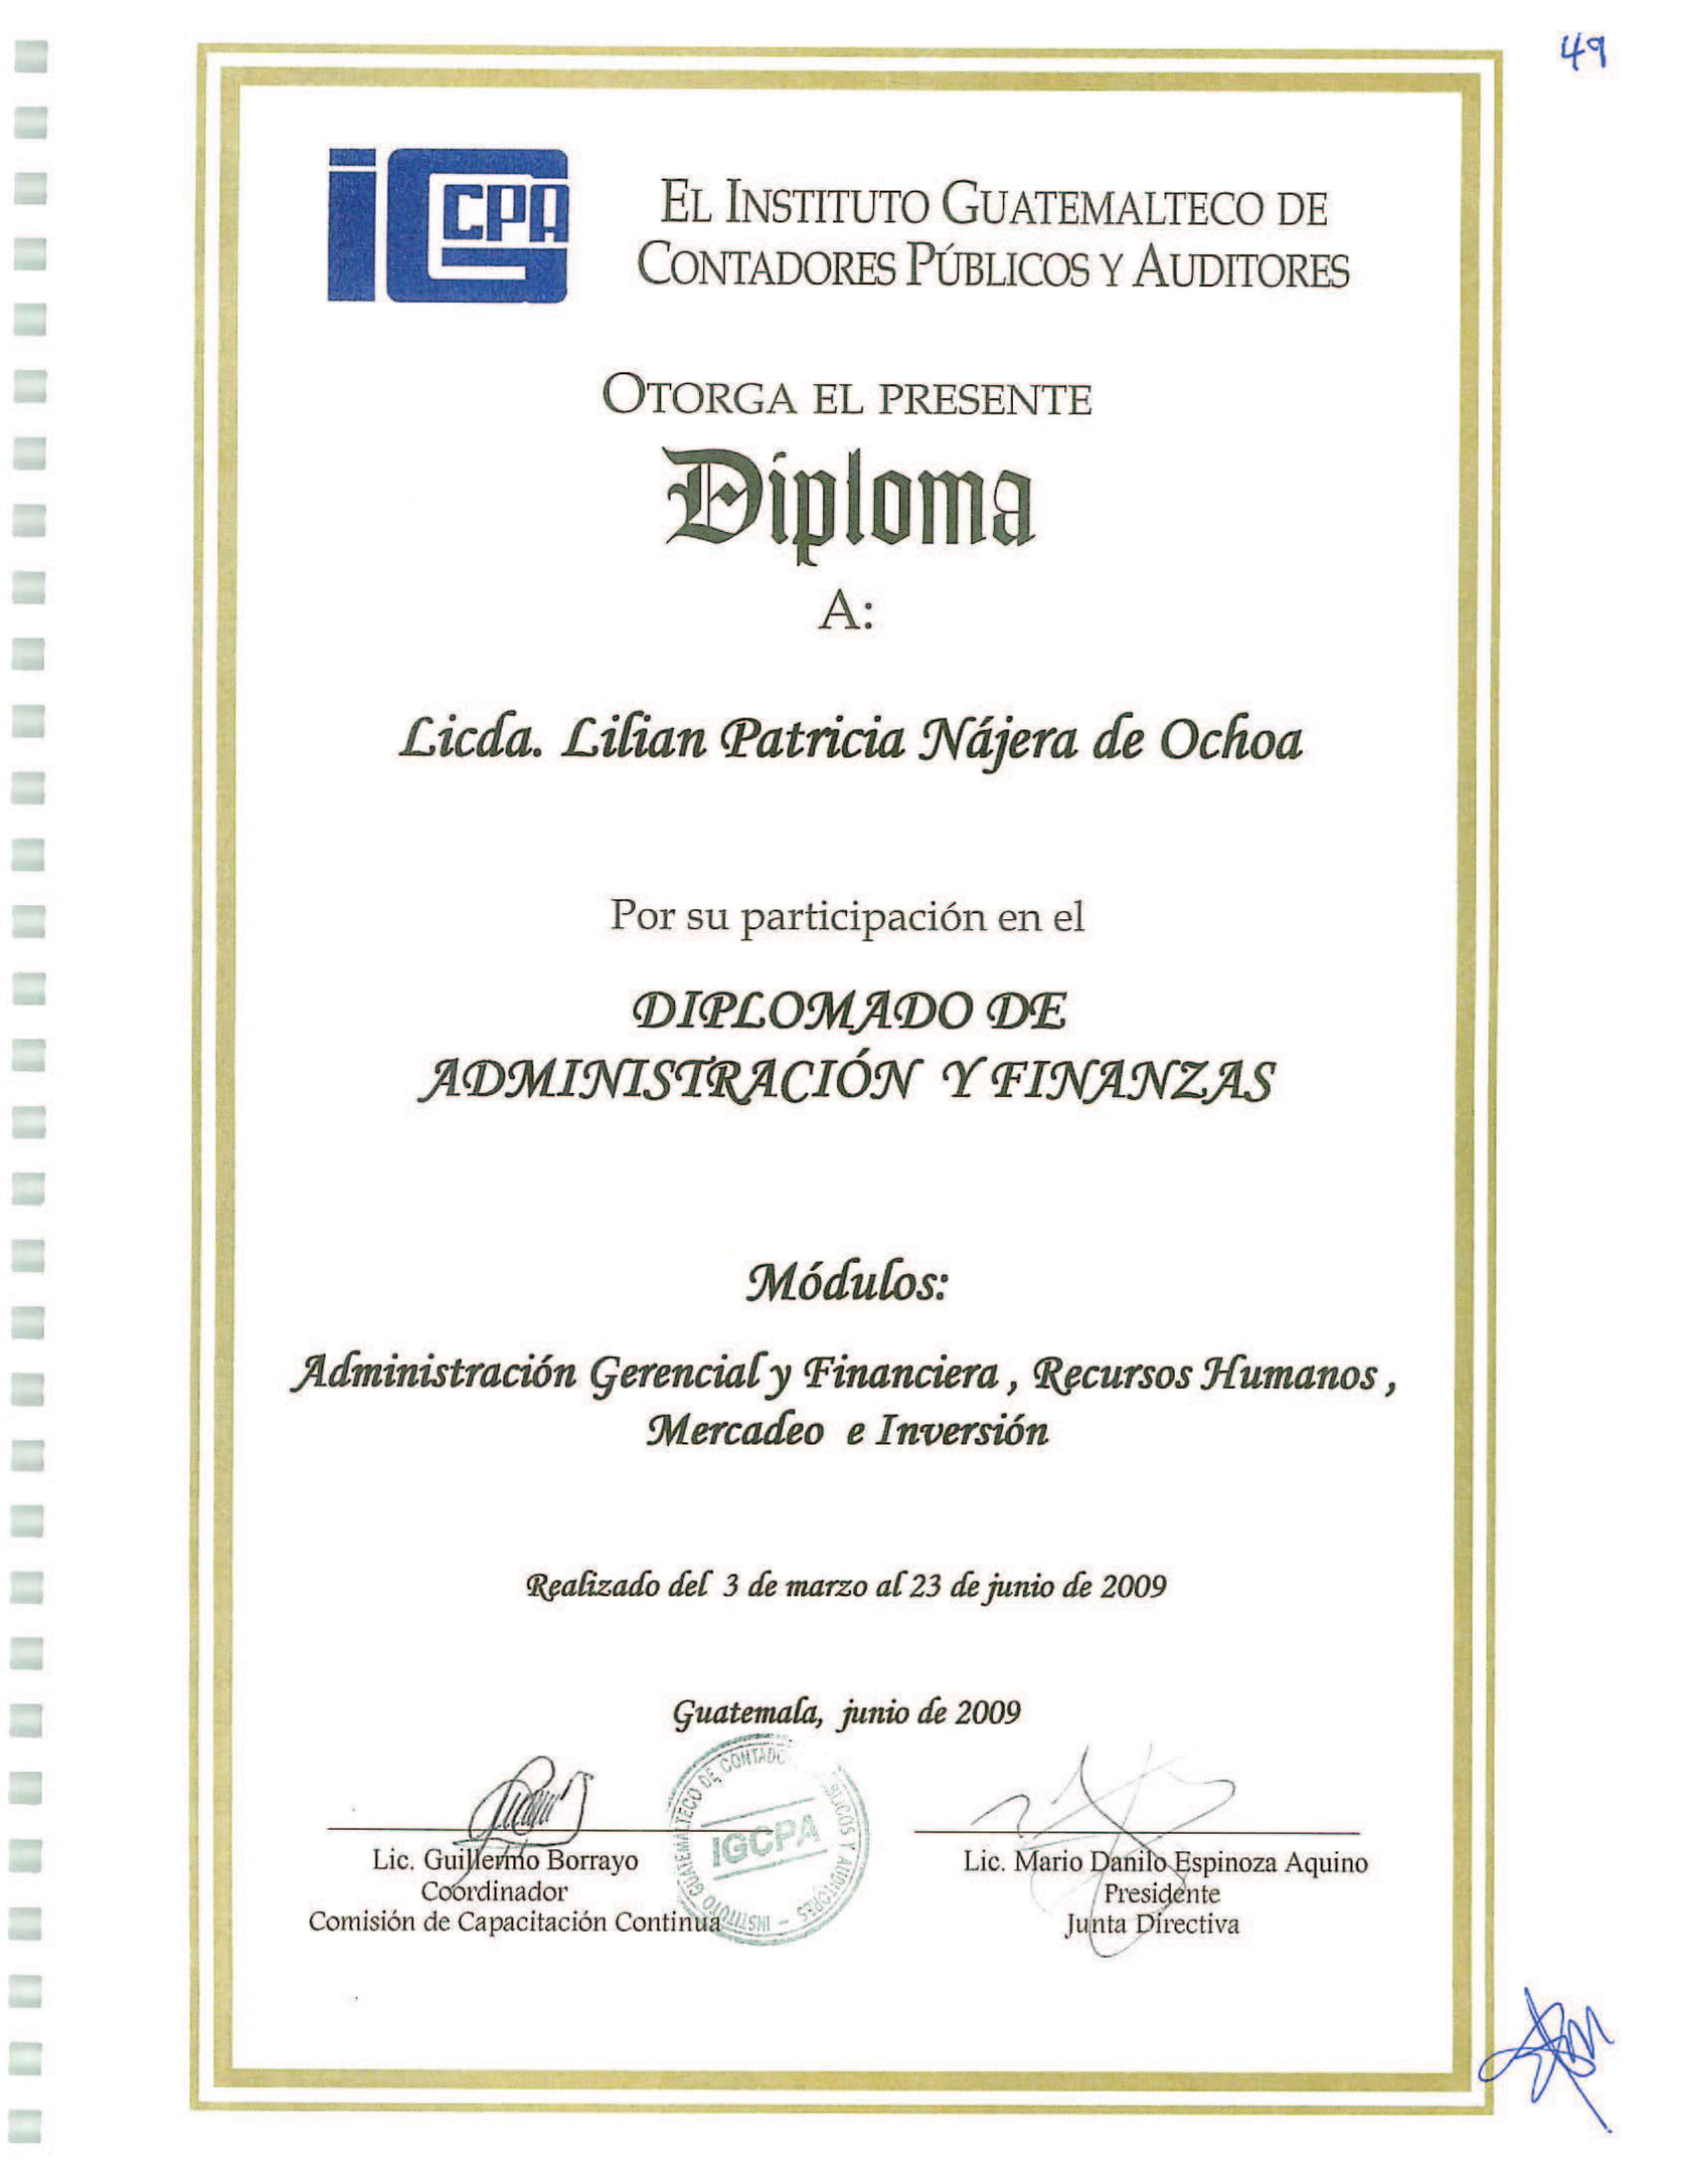 49
iGCPA
EL INSTITUTO GUATEMALTECO DE
CONTADORES PÚBLICOS Y AUDITORES
OTORGA EL PRESENTE
Diploma
A:
Licda. Lilian Patricia Nájera de Ochoa
Por su participación en el
DIPLOMADO DE
ADMINISTRACIÓN Y FINANZAS
Módulos:
Administración Gerencial y Financiera , Recursos Humanos ,
Mercadeo e Inversión
Realizado del 3 de marzo al 23 de junio de 2009
Guatemala, junio de 2009
INSTITUTO GUATEMALTECO DE CONTADO BLICOS Y AUDITORES –
IGCPA
Lic. Guillermo Borrayo
Coordinador
Comisión de Capacitación Continua
Lic. Mario Danilo Espinoza Aquino
Presidente
Junta Directiva